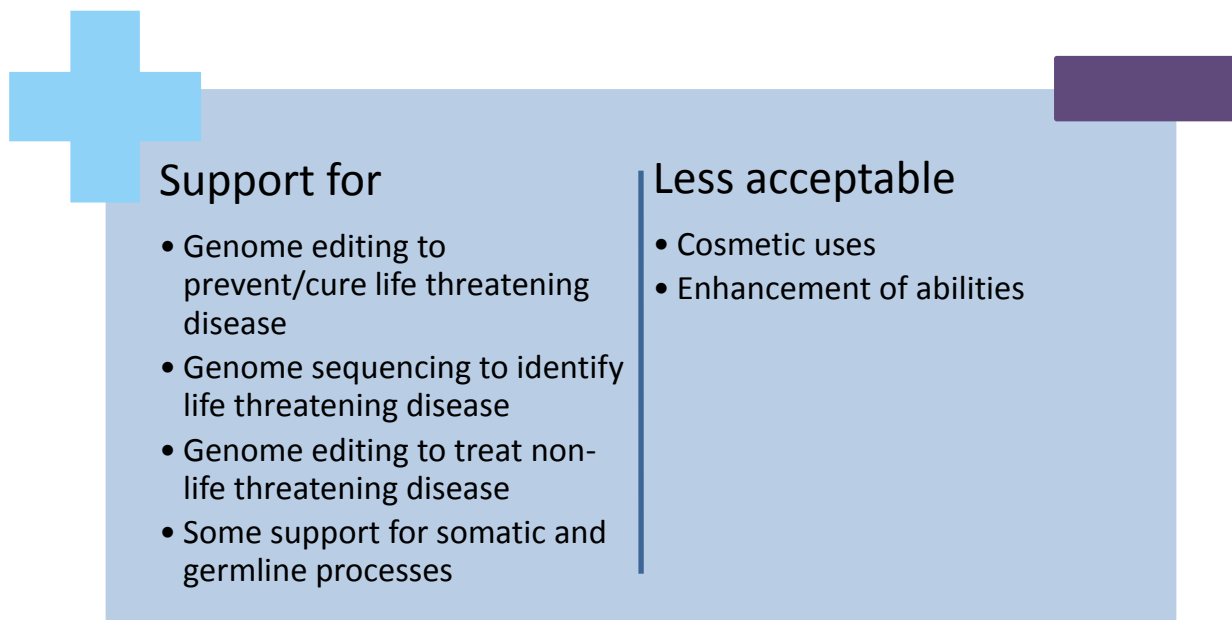 Support for
• Genome editing to
prevent/cure life threatening
disease
• Genome sequencing to identify
life threatening disease
• Genome editing to treat non-
life threatening disease
• Some support for somatic and
germline processes
Less acceptable
• Cosmetic uses
• Enhancement of abilities